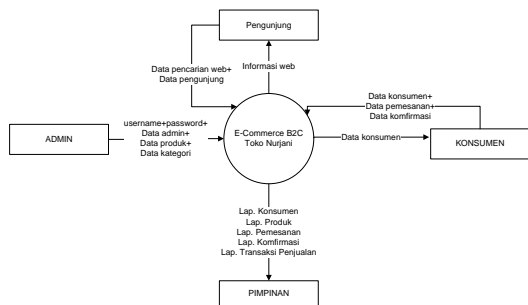 Pengunjung
Data pencarian web+
Data pengunjung
Informasi web
Data konsumen+
Data pemesanan+
Data komfirmasi
ADMIN
username+password+
Data admin+
Data produk+
Data kategori
E-Commerce B2C
Toko Nurjani
Data konsumen
KONSUMEN
Lap. Konsumen
Lap. Produk
Lap. Pemesanan
Lap. Komfirmasi
Lap. Transaksi Penjualan
PIMPINAN